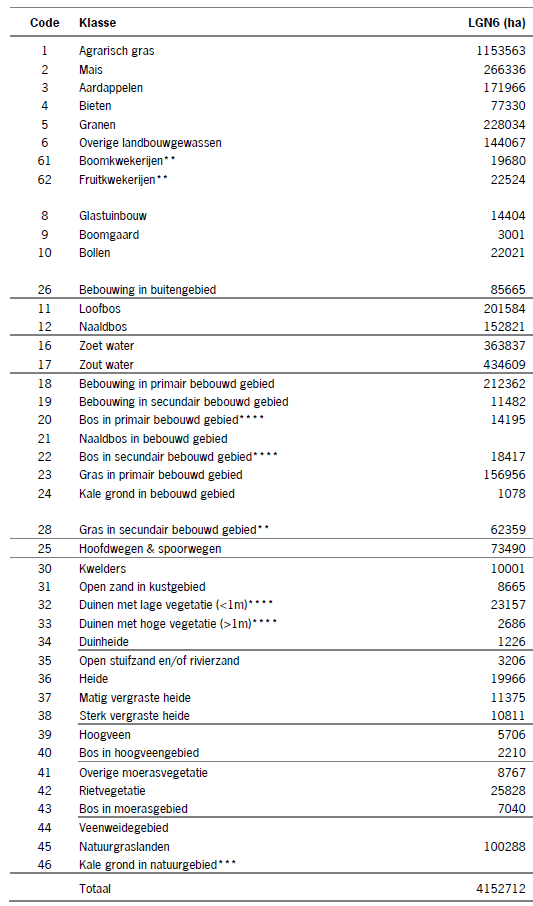 Code Klasse LGN6 (ha)
1 Agrarisch gras 1153563
2 Mais 266336
3 Aardappelen 171966
4 Bieten 77330
5 Granen 228034
6 Overige landbouwgewassen 144067
61 Boomkwekerijen** 19680
62 Fruitkwekerijen** 22524
8 Glastuinbouw 14404
9 Boomgaard 3001
10 Bollen 22021
26 Bebouwing in buitengebied 85665
11 Loofbos 201584
12 Naaldbos 152821
16 Zoet water 363837
17 Zout water 434609
18 Bebouwing in primair bebouwd gebied 212362
19 Bebouwing in secundair bebouwd gebied 11482
20 Bos in primair bebouwd gebied**** 14195
21 Naaldbos in bebouwd gebied
22 Bos in secundair bebouwd gebied**** 18417
23 Gras in primair bebouwd gebied 156956
24 Kale grond in bebouwd gebied 1078
28 Gras in secundair bebouwd gebied** 62359
25 Hoofdwegen & spoorwegen 73490
30 Kwelders 10001
31 Open zand in kustgebied 8665
32 Duinen met lage vegetatie (<1m)**** 23157
33 Duinen met hoge vegetatie (>1m)**** 2686
34 Duinheide 1226
35 Open stuifzand en/of rivierzand 3206
36 Heide 19966
37 Matig vergraste heide 11375
38 Sterk vergraste heide 10811
39 Hoogveen 5706
40 Bos in hoogveengebied 2210
41 Overige moerasvegetatie 8767
42 Rietvegetatie 25828
43 Bos in moerasgebied 7040
44 Veenweidegebied
45 Natuurgraslanden 100288
46 Kale grond in natuurgebied***
Totaal 4152712